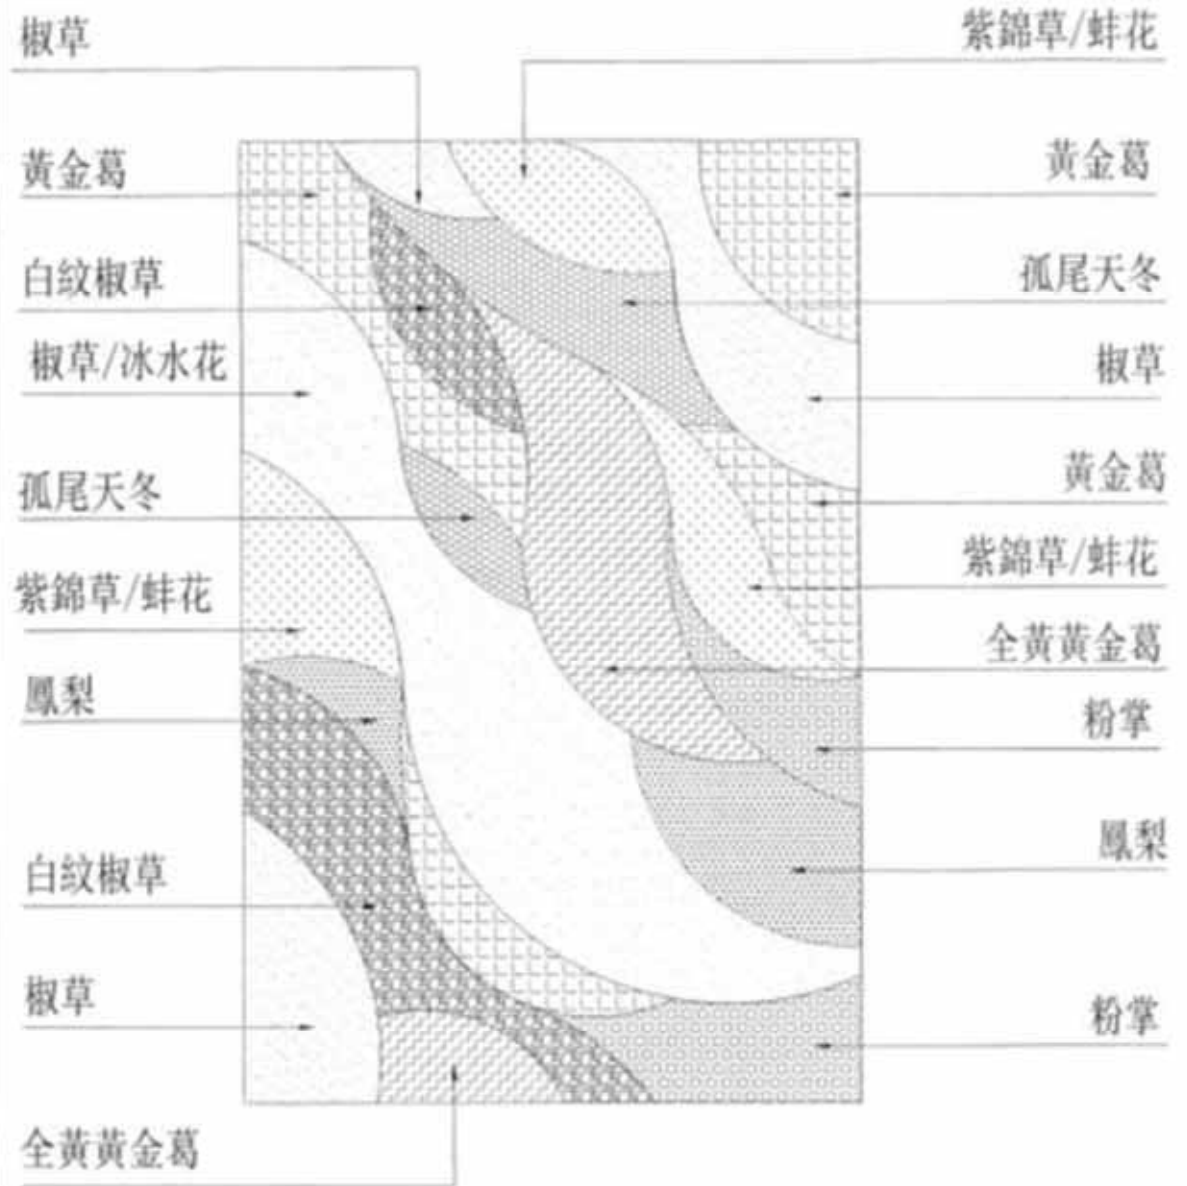 椒草
紫錦草/蚌花
黃金葛
黃金葛
白紋椒草
孤尾天冬
椒草/冰水花
椒草
孤尾天冬
黃金葛
紫錦草/蚌花
紫錦草/蚌花
全黃黃金葛
鳳梨
粉掌
白紋椒草
鳳梨
椒草
粉掌
全黃黃金葛